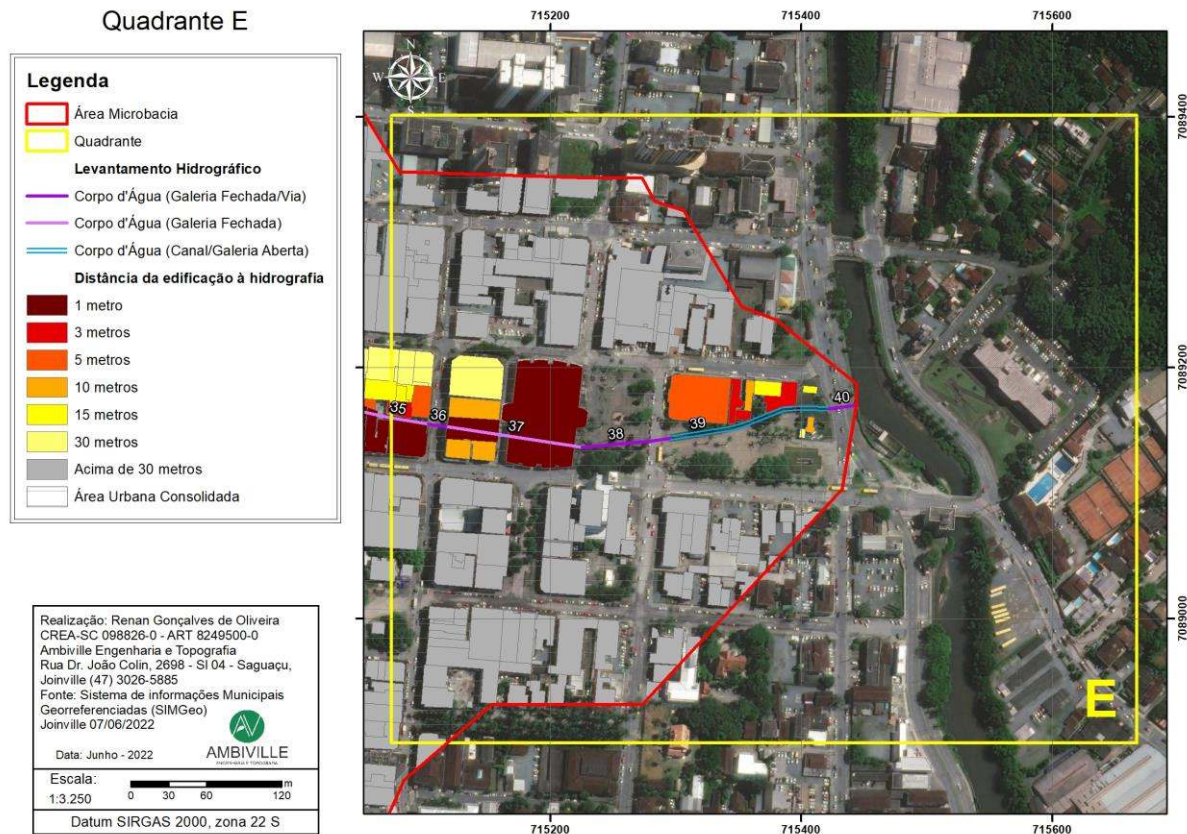 Quadrante E
Legenda
Área Microbacia
Quadrante
Levantamento Hidrográfico
Corpo d'Água (Galeria Fechada/Via)
Corpo d'Água (Galeria Fechada)
Corpo d'Água (Canal/Galeria Aberta)
Distância da edificação à hidrografia
1 metro
3 metros
5 metros
10 metros
15 metros
30 metros
Acima de 30 metros
Área Urbana Consolidada
Realização: Renan Gonçalves de Oliveira
CREA-SC 098826-0 - ART 8249500-0
Ambiville Engenharia e Topografia
Rua Dr. João Colin, 2698 - Sl 04 - Saguaçu,
Joinville (47) 3026-5885
Fonte: Sistema de informações Municipais
Georreferenciadas (SIMGeo)
Joinville 07/06/2022
Data: Junho - 2022
AMBIVILLE
ENGENHARIA E TOPOGRAFIA
Escala:
1:3.250
0 30 60 120 m
Datum SIRGAS 2000, zona 22 S
715200 715400 715600
7089400
7089200
7089000
N
W E
S
35
36
37
38
39
40
E
715200 715400 715600